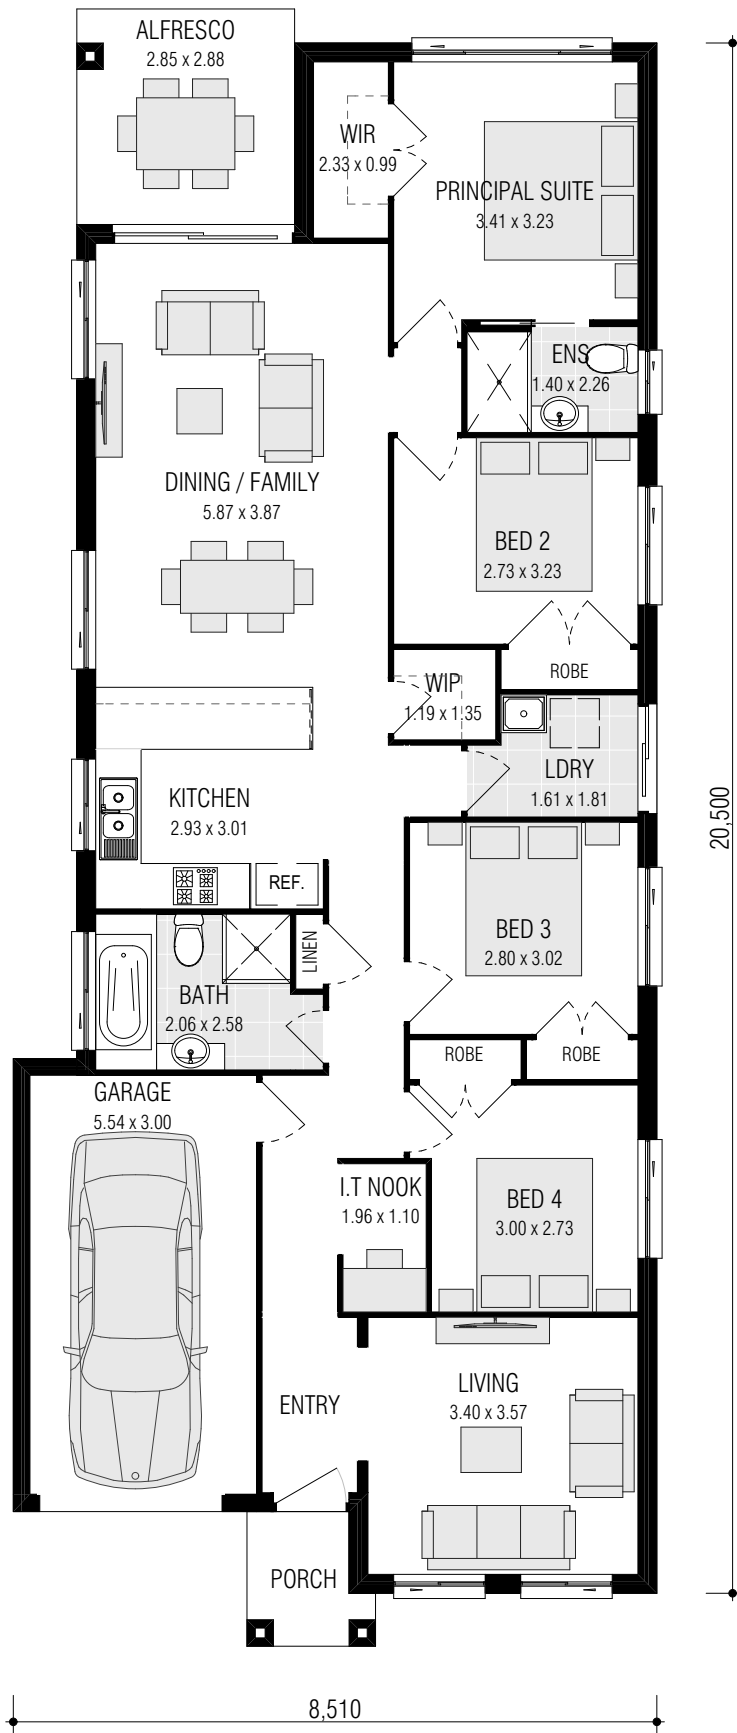 ALFRESCO
2.85 x 2.88
WIR
2.33 x 0.99
PRINCIPAL SUITE
3.41 x 3.23
ENS
1.40 x 2.26
DINING / FAMILY
5.87 x 3.87
BED 2
2.73 x 3.23
ROBE
WIP
1.19 x 1.35
LDRY
1.61 x 1.81
KITCHEN
2.93 x 3.01
REF.
20,500
BED 3
2.80 x 3.02
LINEN
BATH
2.06 x 2.58
ROBE
ROBE
GARAGE
5.54 x 3.00
I.T NOOK
1.96 x 1.10
BED 4
3.00 x 2.73
LIVING
3.40 x 3.57
ENTRY
PORCH
8,510